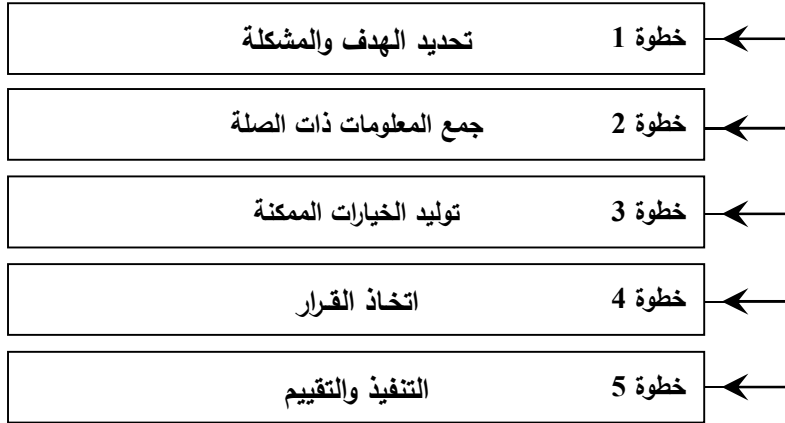 خطوة 1 تحديد الهدف والمشكلة
خطوة 2 جمع المعلومات ذات الصلة
خطوة 3 توليد الخيارات الممكنة
خطوة 4 اتخاذ القرار
خطوة 5 التنفيذ والتقييم